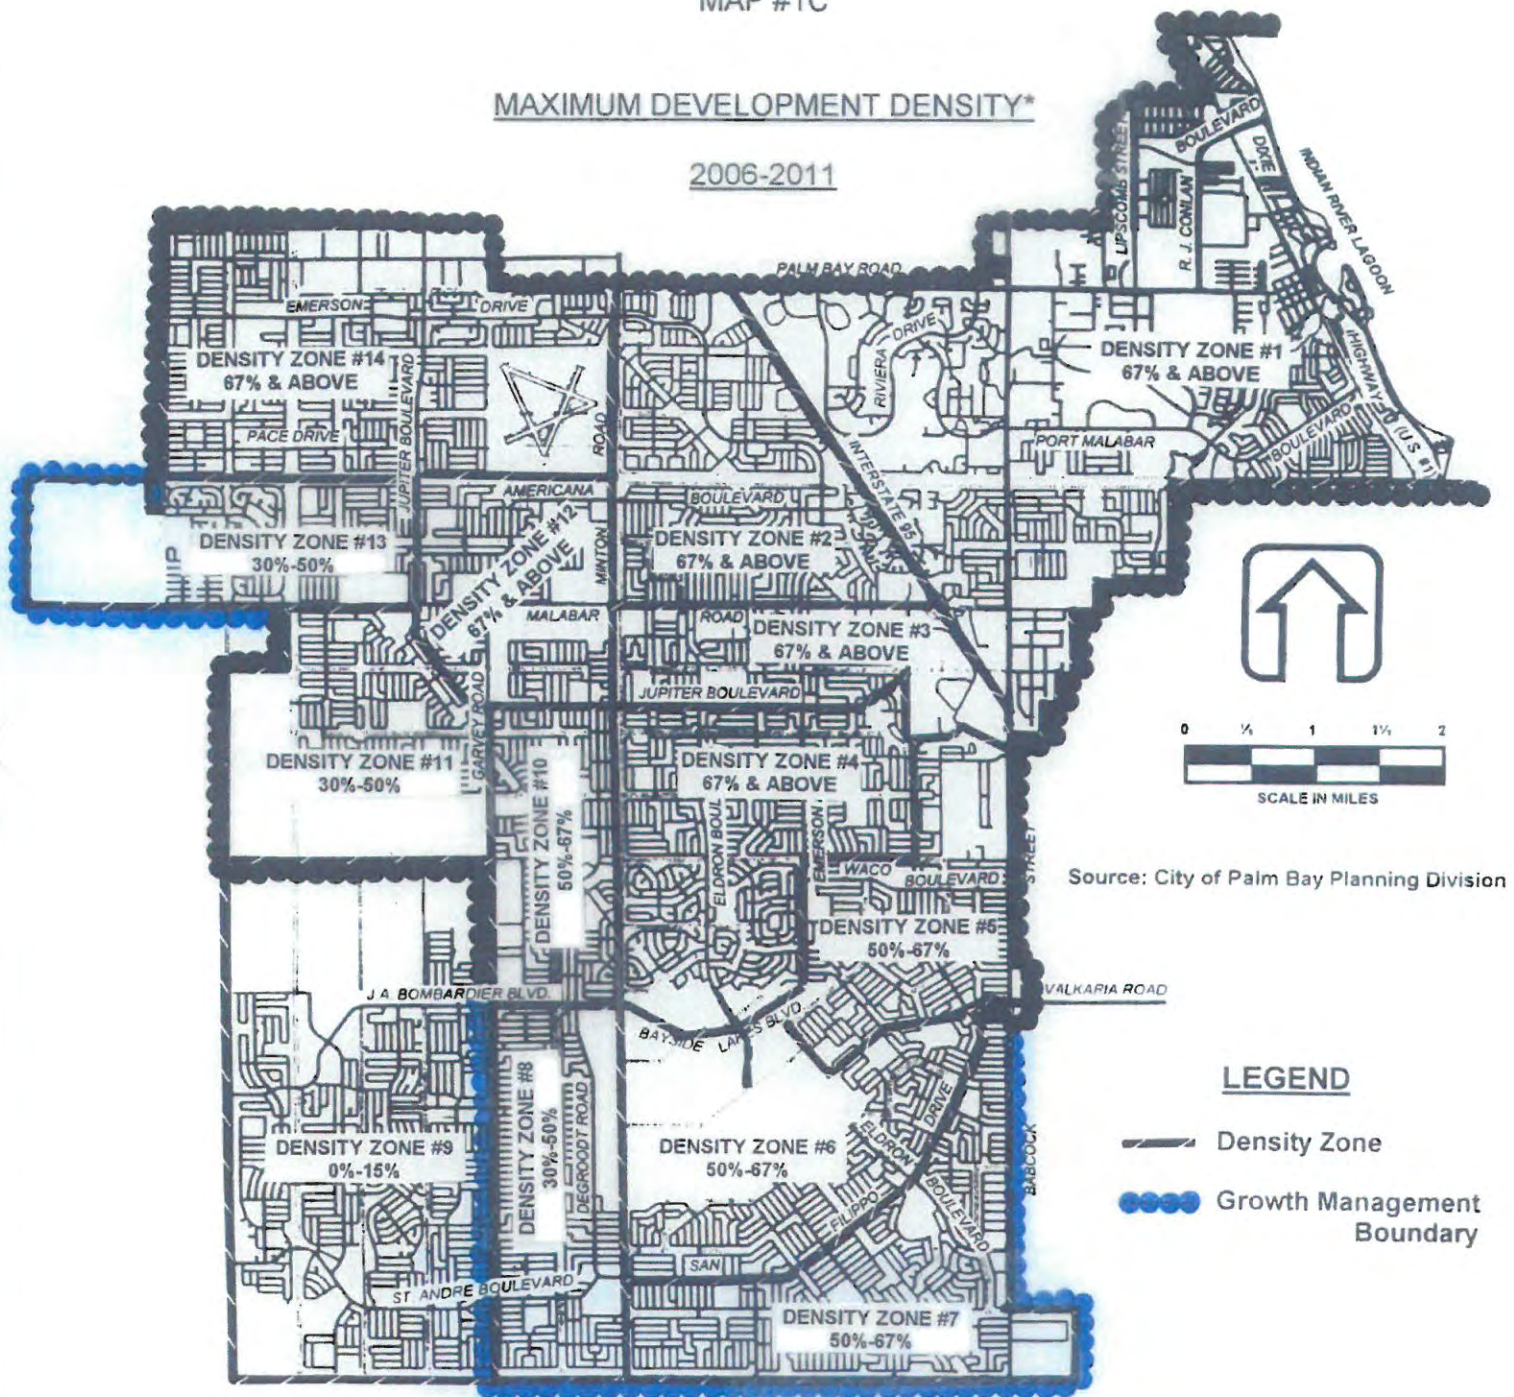 MAP #1C
MAXIMUM DEVELOPMENT DENSITY*
2006-2011
INDIAN RIVER LAGOON
LIPSCOMB STREET
BOULEVARD
DIXIE
R. J. CONLAN
(HIGHWAY
(U.S. #1)
PALM BAY ROAD
EMERSON
DRIVE
RIVIERA
DRIVE
DENSITY ZONE #14
67% & ABOVE
DENSITY ZONE #1
67% & ABOVE
JUPITER BOULEVARD
PACE DRIVE
ROAD
INTERSTATE 95
PORT MALABAR
BOULEVARD
AMERICANA
BOULEVARD
DENSITY ZONE #13
30%-50%
DENSITY ZONE #12
67% & ABOVE
MINTON
DENSITY ZONE #2
67% & ABOVE
MALABAR
ROAD
DENSITY ZONE #3
67% & ABOVE
JUPITER BOULEVARD
GARVEY ROAD
DENSITY ZONE #11
30%-50%
DENSITY ZONE #10
50%-67%
DENSITY ZONE #4
67% & ABOVE
ELDRON BOUL
EMERSON
WACO
BOULEVARD
STREET
0 ½ 1 1½ 2
SCALE IN MILES
Source: City of Palm Bay Planning Division
DENSITY ZONE #5
50%-67%
J.A. BOMBARDIER BLVD.
VALKARIA ROAD
BAYSIDE LAKES BLVD.
DENSITY ZONE #8
30%-50%
DEGROODT ROAD
DENSITY ZONE #9
0%-15%
DENSITY ZONE #6
50%-67%
ELDRON
BOULEVARD
DRIVE
FILIPPO
SAN
BABCOCK
ST. ANDRE BOULEVARD
DENSITY ZONE #7
50%-67%
LEGEND
Density Zone
Growth Management
Boundary